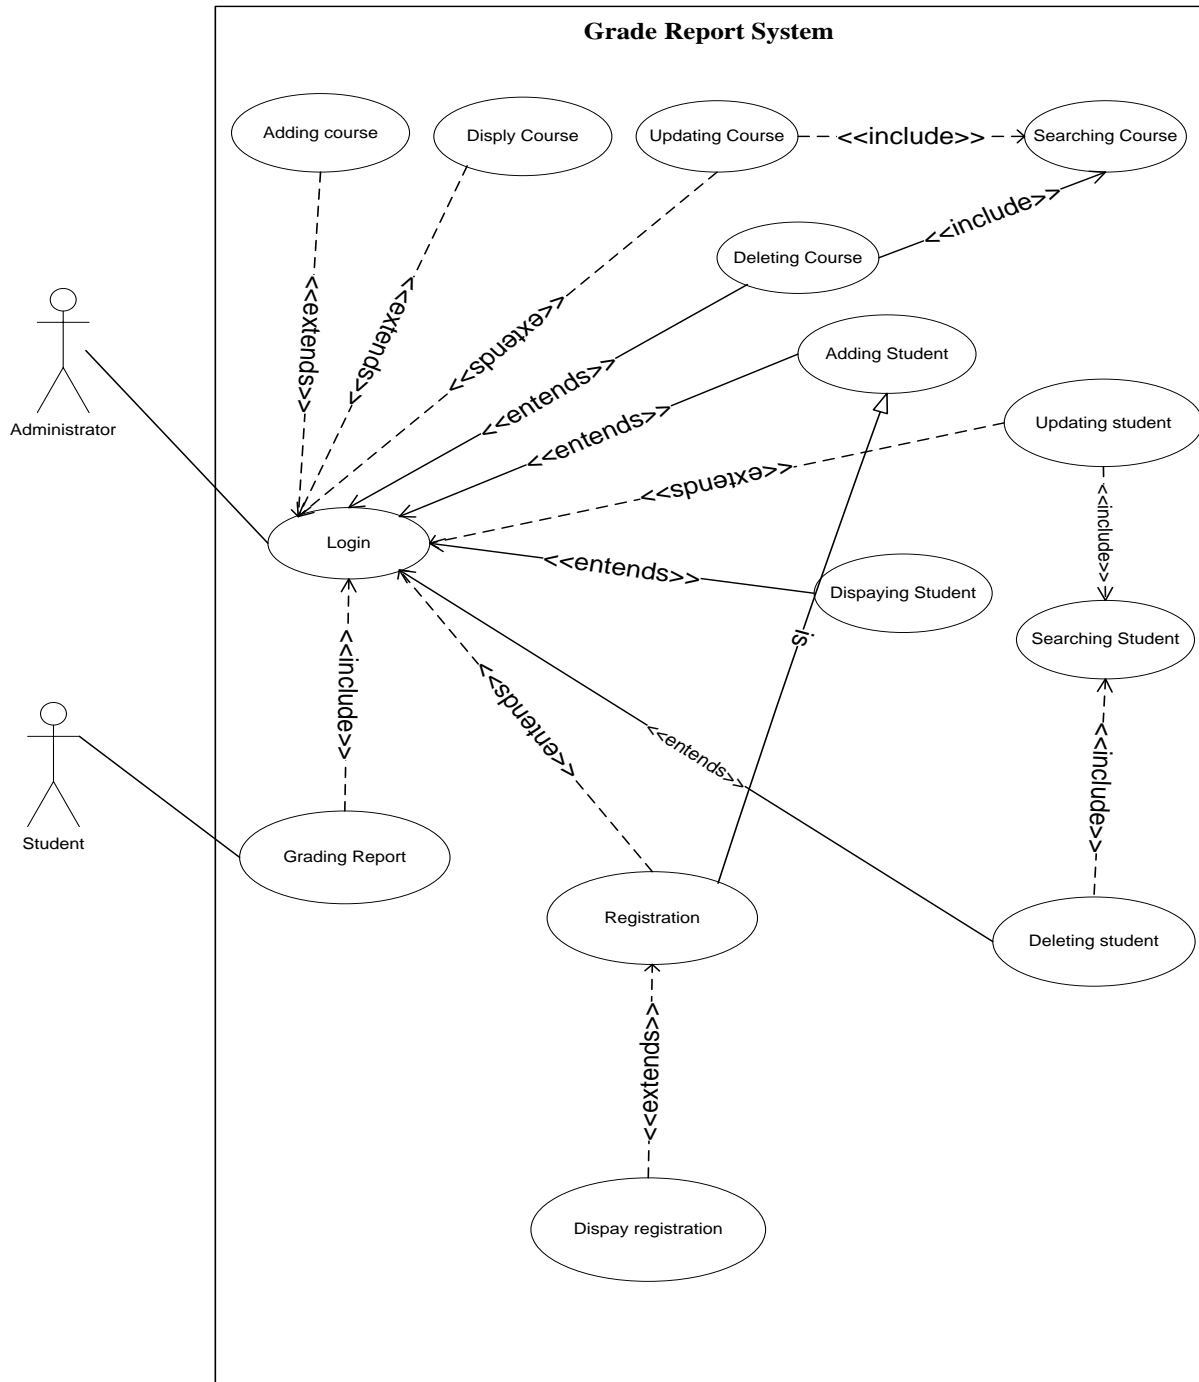 Grade Report System
Adding course
Disply Course
Updating Course
<<include>>
Searching Course
<<include>>
Deleting Course
<<extends>>
<<extends>>
<<extends>>
<<entends>>
Adding Student
<<entends>>
Updating student
Administrator
<<extends>>
<<include>>
Login
<<entends>>
Dispaying Student
is
Searching Student
<<include>>
<<entends>>
<<entends>>
<<include>>
Student
Grading Report
Registration
Deleting student
<<extends>>
Dispay registration